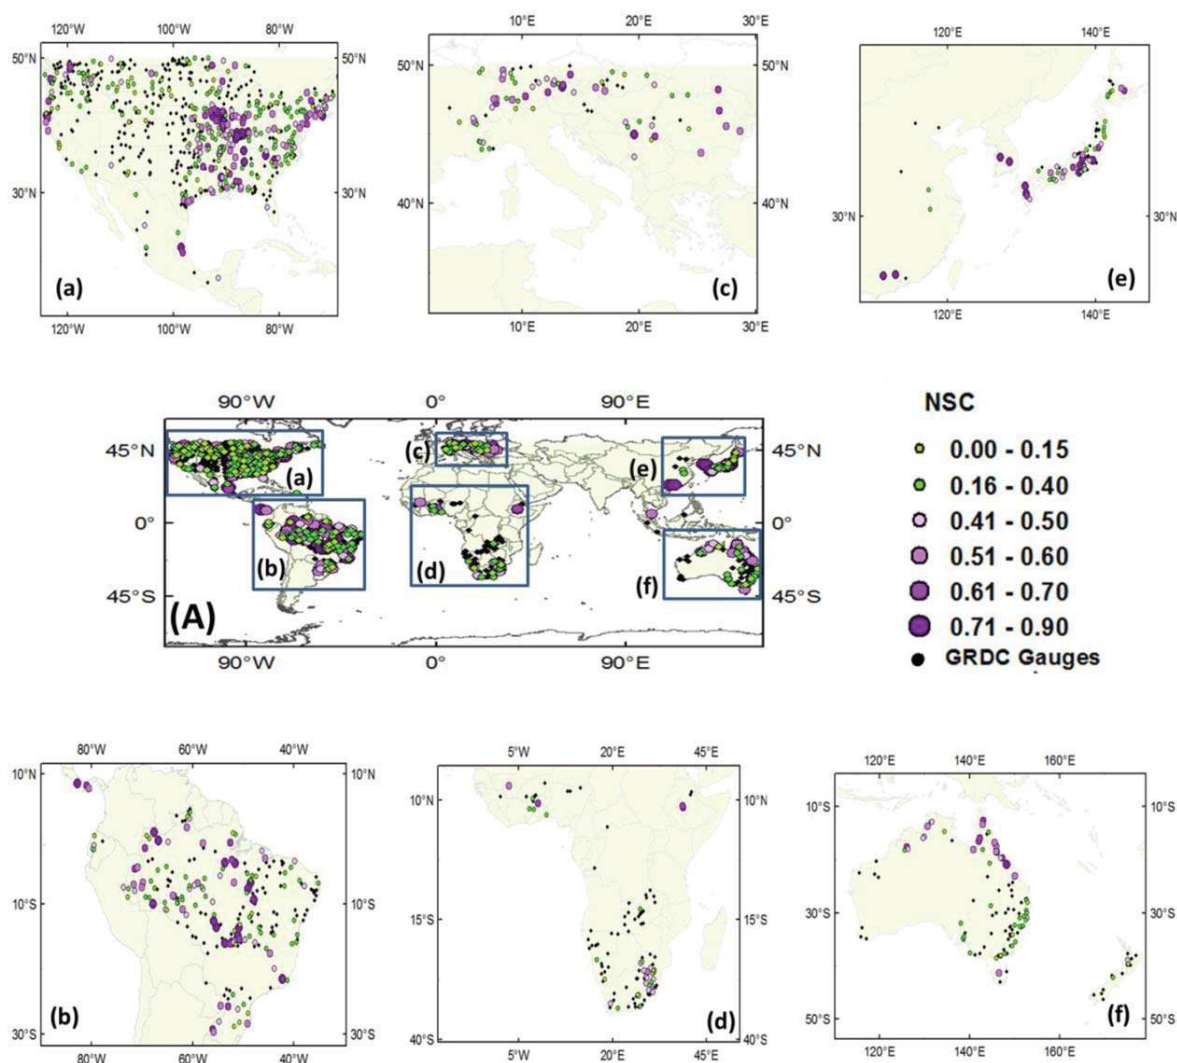 120°W 100°W 80°W
50°N 50°N
30°N 30°N
(a)
120°W 100°W 80°W
10°E 20°E 30°E
50°N 50°N
40°N 40°N
(c)
10°E 20°E 30°E
120°E 140°E
30°N 30°N
(e)
120°E 140°E
90°W 0° 90°E
45°N 45°N
0° 0°
45°S 45°S
(a)
(b)
(c)
(d)
(e)
(f)
(A)
90°W 0° 90°E
NSC
0.00 - 0.15
0.16 - 0.40
0.41 - 0.50
0.51 - 0.60
0.61 - 0.70
0.71 - 0.90
GRDC Gauges
80°W 60°W 40°W
10°N 10°N
10°S 10°S
30°S 30°S
(b)
80°W 60°W 40°W
5°W 20°E 45°E
10°N 10°N
15°S 15°S
40°S 40°S
(d)
5°W 20°E 45°E
120°E 140°E 160°E
10°S 10°S
30°S 30°S
50°S 50°S
(f)
120°E 140°E 160°E